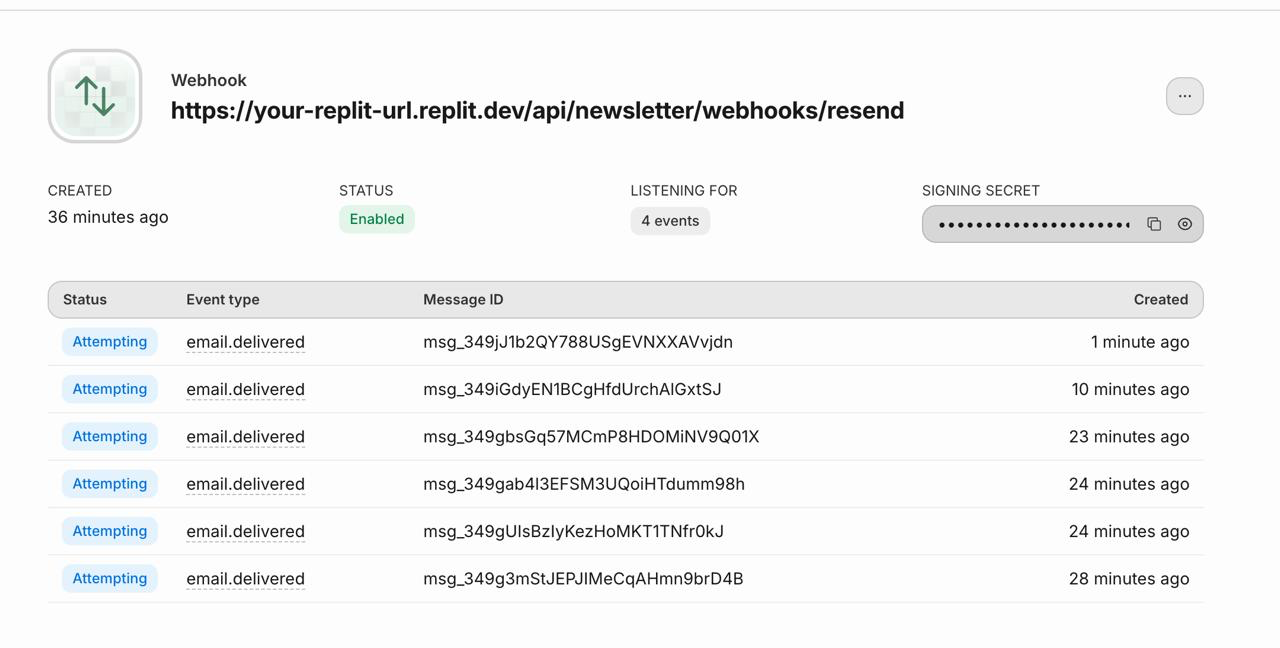 Webhook
https://your-replit-url.replit.dev/api/newsletter/webhooks/resend
CREATED STATUS LISTENING FOR SIGNING SECRET
36 minutes ago Enabled 4 events
Status Event type Message ID Created
Attempting email.delivered msg_349jJ1b2QY788USgEVNXXAVvjdn 1 minute ago
Attempting email.delivered msg_349iGdyEN1BCgHfdUrchAIGxtSJ 10 minutes ago
Attempting email.delivered msg_349gbsGq57MCmP8HDOMiNV9Q01X 23 minutes ago
Attempting email.delivered msg_349gab4I3EFSM3UQoiHTdumm98h 24 minutes ago
Attempting email.delivered msg_349gUIsBzIyKezHoMKT1TNfr0kJ 24 minutes ago
Attempting email.delivered msg_349g3mStJEPJIMeCqAHmn9brD4B 28 minutes ago